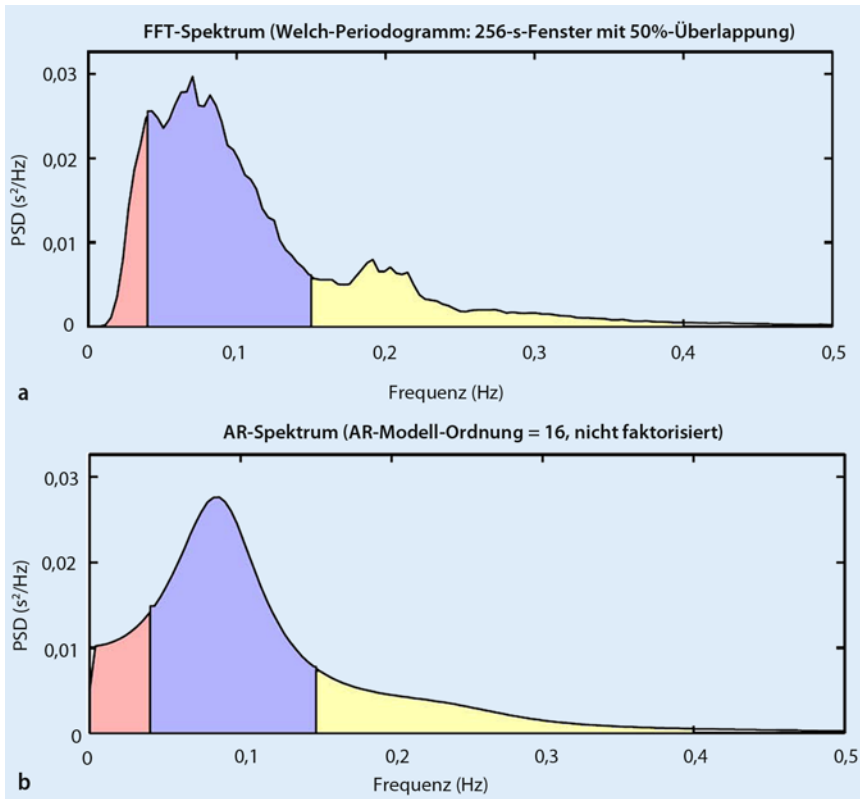 FFT-Spektrum (Welch-Periodogramm: 256-s-Fenster mit 50%-Überlappung)
0,03
0,02
0,01
0
PSD (s²/Hz)
0 0,1 0,2 0,3 0,4 0,5
Frequenz (Hz)
a
AR-Spektrum (AR-Modell-Ordnung = 16, nicht faktorisiert)
0,03
0,02
0,01
0
PSD (s²/Hz)
0 0,1 0,2 0,3 0,4 0,5
Frequenz (Hz)
b